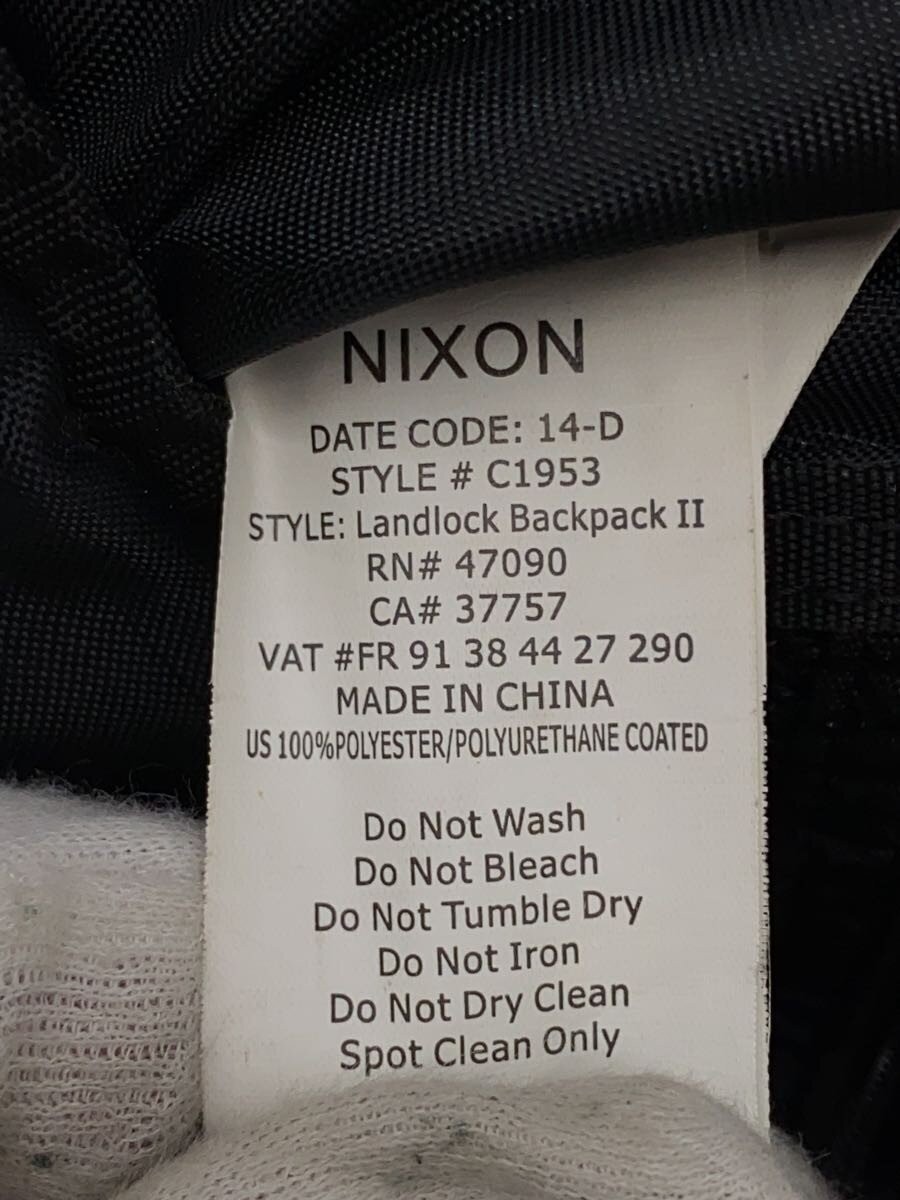 NIXON
DATE CODE: 14-D
STYLE # C1953
STYLE: Landlock Backpack II
RN# 47090
CA# 37757
VAT #FR 91 38 44 27 290
MADE IN CHINA
US 100%POLYESTER/POLYURETHANE COATED
Do Not Wash
Do Not Bleach
Do Not Tumble Dry
Do Not Iron
Do Not Dry Clean
Spot Clean Only